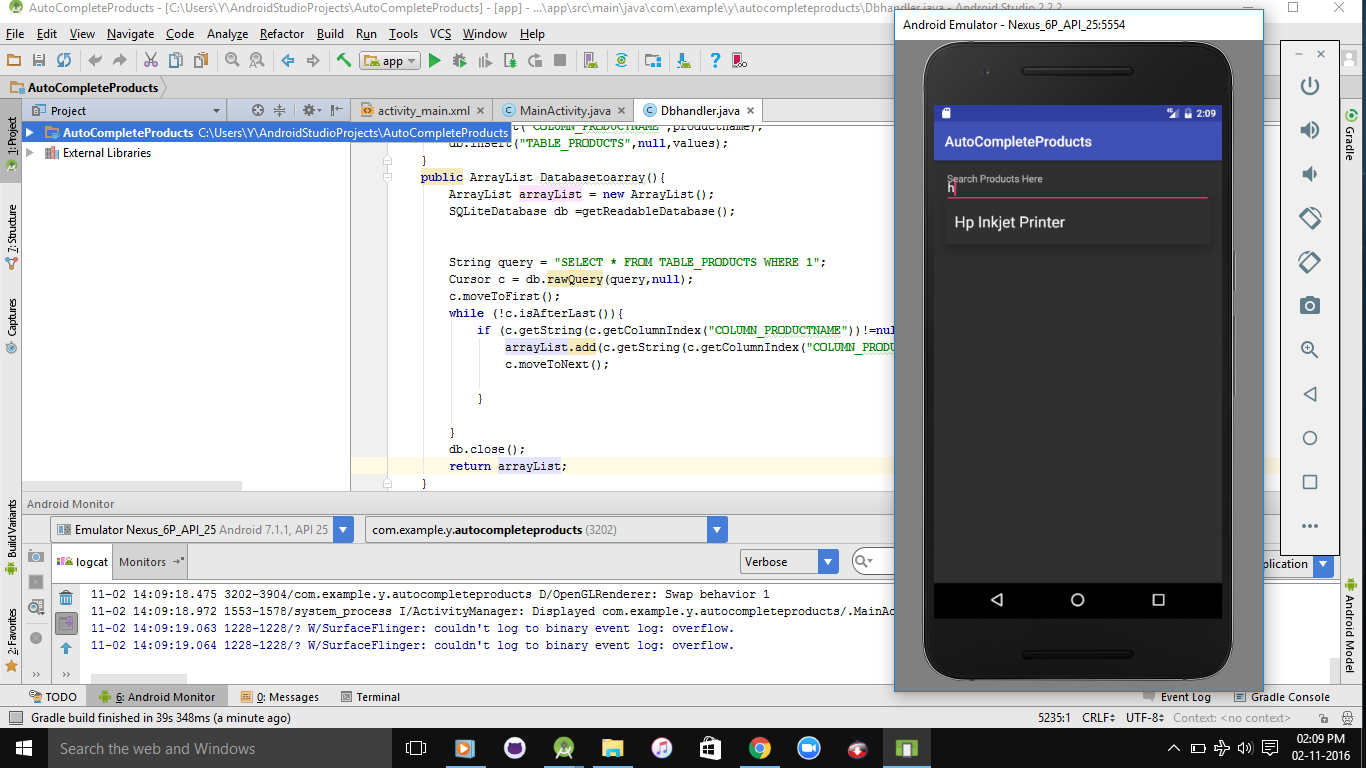 AutoCompleteProducts - [C:\Users\Y\AndroidStudioProjects\AutoCompleteProducts] - [app] - ...\app\src\main\java\com\example\y\autocompleteproducts\Dbhandler.java - Android Studio 2.2.2
File Edit View Navigate Code Analyze Refactor Build Run Tools VCS Window Help
app
AutoCompleteProducts
Project
activity_main.xml
MainActivity.java
Dbhandler.java
AutoCompleteProducts C:\Users\Y\AndroidStudioProjects\AutoCompleteProducts
External Libraries
1: Project
7: Structure
Captures
Build Variants
2: Favorites
("COLUMN_PRODUCTNAME",productname);
db.insert("TABLE_PRODUCTS",null,values);
}
public ArrayList Databasetoarray(){
ArrayList arrayList = new ArrayList();
SQLiteDatabase db =getReadableDatabase();
String query = "SELECT * FROM TABLE_PRODUCTS WHERE 1";
Cursor c = db.rawQuery(query,null);
c.moveToFirst();
while (!c.isAfterLast()){
if (c.getString(c.getColumnIndex("COLUMN_PRODUCTNAME"))!=nul
arrayList.add(c.getString(c.getColumnIndex("COLUMN_PRODU
c.moveToNext();
}
}
db.close();
return arrayList;
}
Android Emulator - Nexus_6P_API_25:5554
2:09
AutoCompleteProducts
Search Products Here
h
Hp Inkjet Printer
Gradle
Android Model
Android Monitor
Emulator Nexus_6P_API_25 Android 7.1.1, API 25
com.example.y.autocompleteproducts (3202)
logcat
Monitors
Verbose
plication
11-02 14:09:18.475 3202-3904/com.example.y.autocompleteproducts D/OpenGLRenderer: Swap behavior 1
11-02 14:09:18.972 1553-1578/system_process I/ActivityManager: Displayed com.example.y.autocompleteproducts/.MainAc
11-02 14:09:19.063 1228-1228/? W/SurfaceFlinger: couldn't log to binary event log: overflow.
11-02 14:09:19.064 1228-1228/? W/SurfaceFlinger: couldn't log to binary event log: overflow.
TODO
6: Android Monitor
0: Messages
Terminal
Event Log
Gradle Console
Gradle build finished in 39s 348ms (a minute ago)
5235:1 CRLF UTF-8 Context: <no context>
Search the web and Windows
02:09 PM
02-11-2016